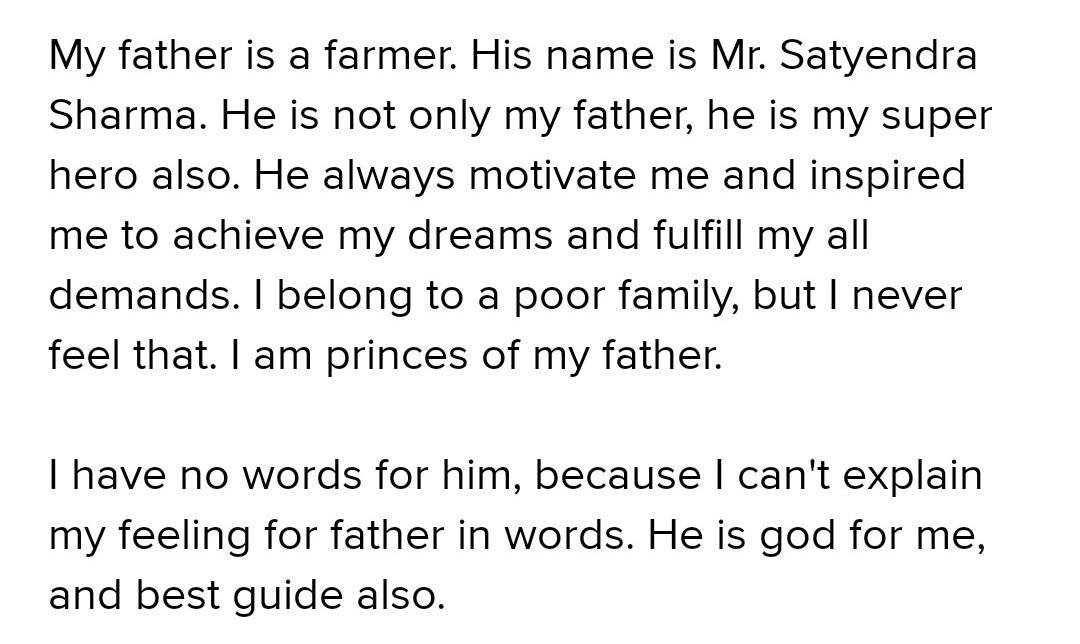 My father is a farmer. His name is Mr. Satyendra
Sharma. He is not only my father, he is my super
hero also. He always motivate me and inspired
me to achieve my dreams and fulfill my all
demands. I belong to a poor family, but I never
feel that. I am princes of my father.
I have no words for him, because I can't explain
my feeling for father in words. He is god for me,
and best guide also.